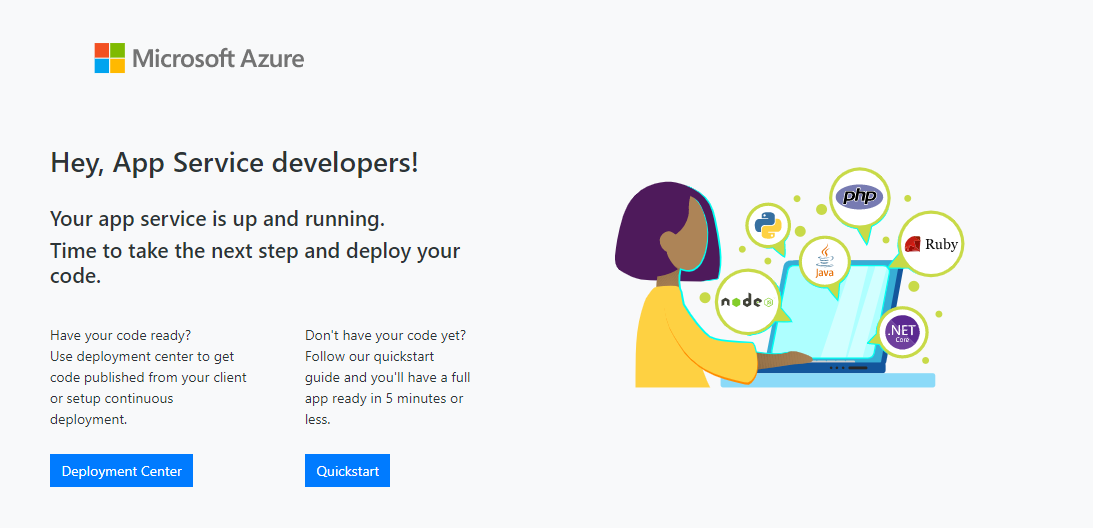 Microsoft Azure
Hey, App Service developers!
Your app service is up and running.
Time to take the next step and deploy your
code.
Have your code ready?
Use deployment center to get
code published from your client
or setup continuous
deployment.
Deployment Center
Don't have your code yet?
Follow our quickstart
guide and you'll have a full
app ready in 5 minutes or
less.
Quickstart
php
Ruby
Java
node
.NET
Core